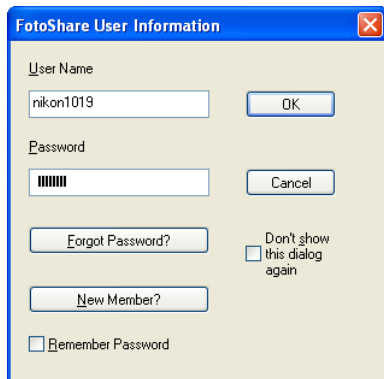 FotoShare User Information
User Name
nikon1019
OK
Password
Cancel
Forgot Password?
Don't show
this dialog
again
New Member?
Remember Password